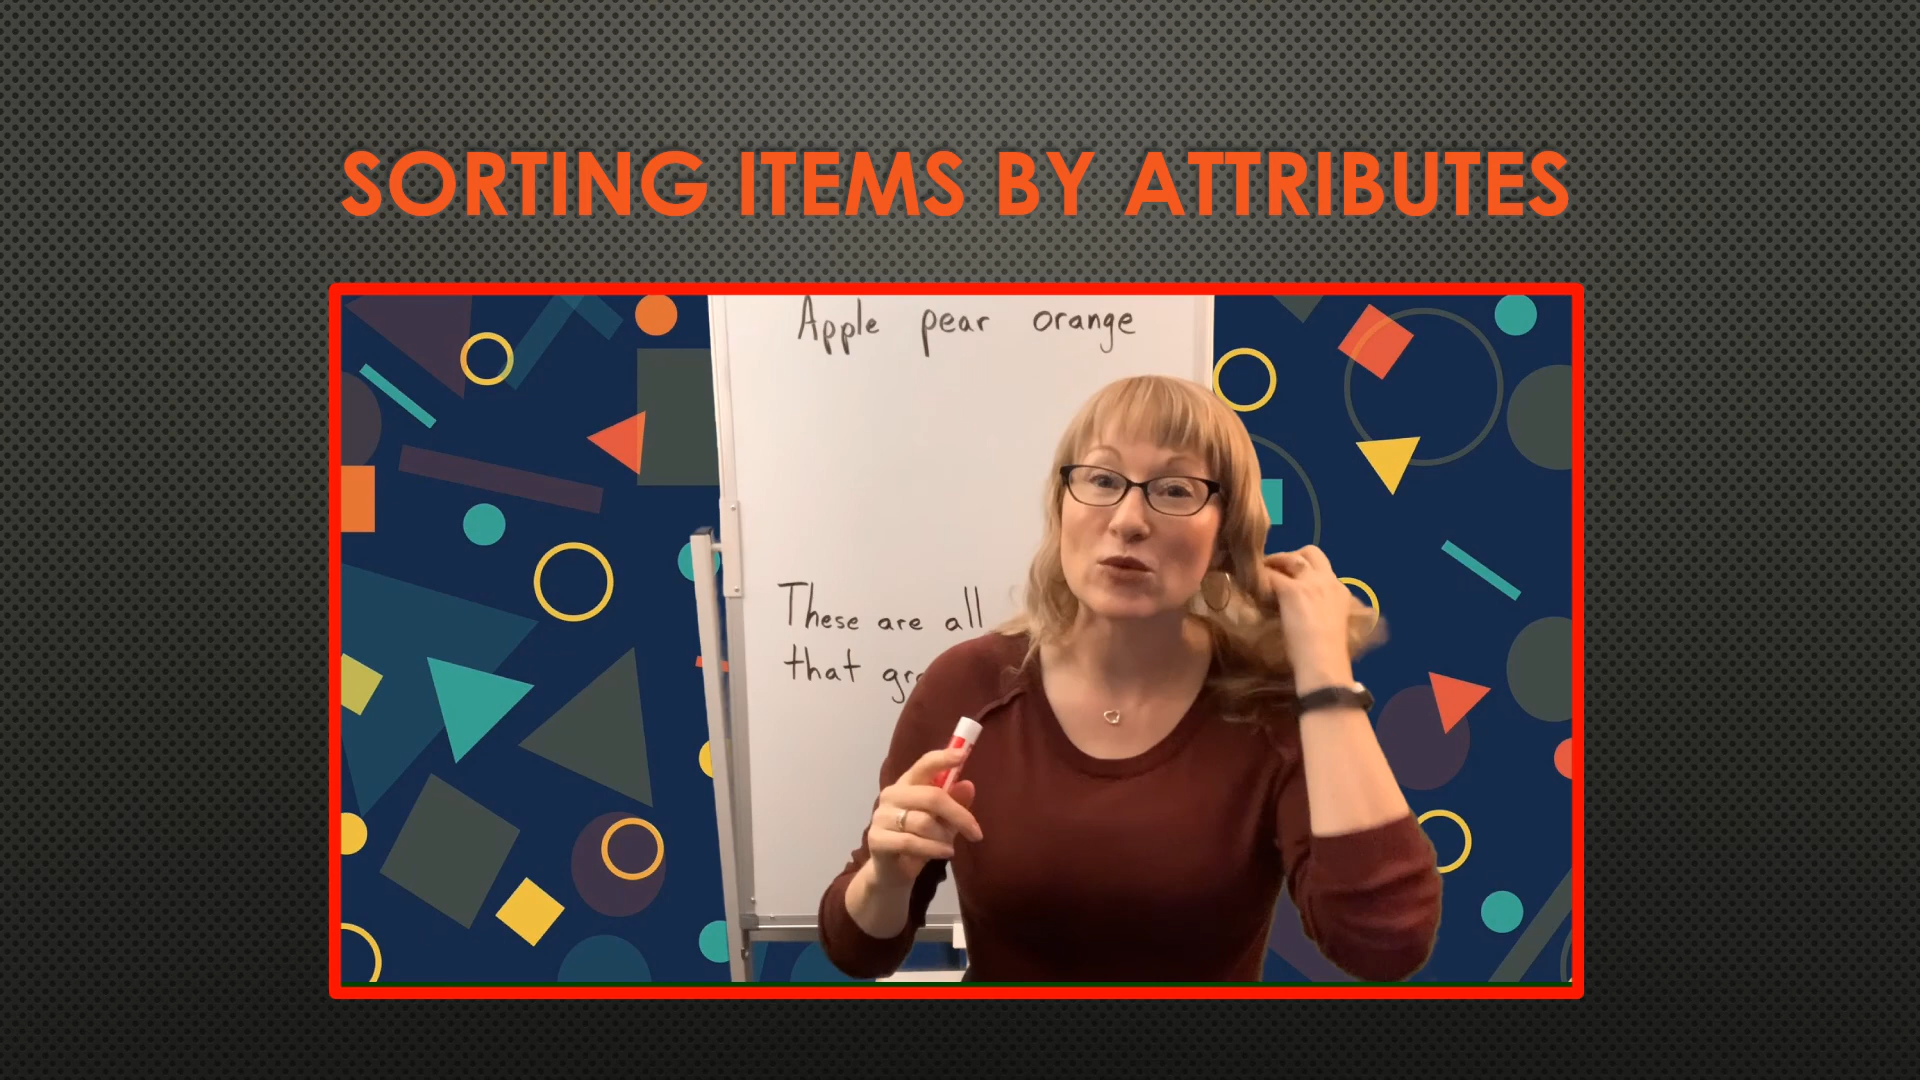 SORTING ITEMS BY ATTRIBUTES
Apple pear orange
These are all
that